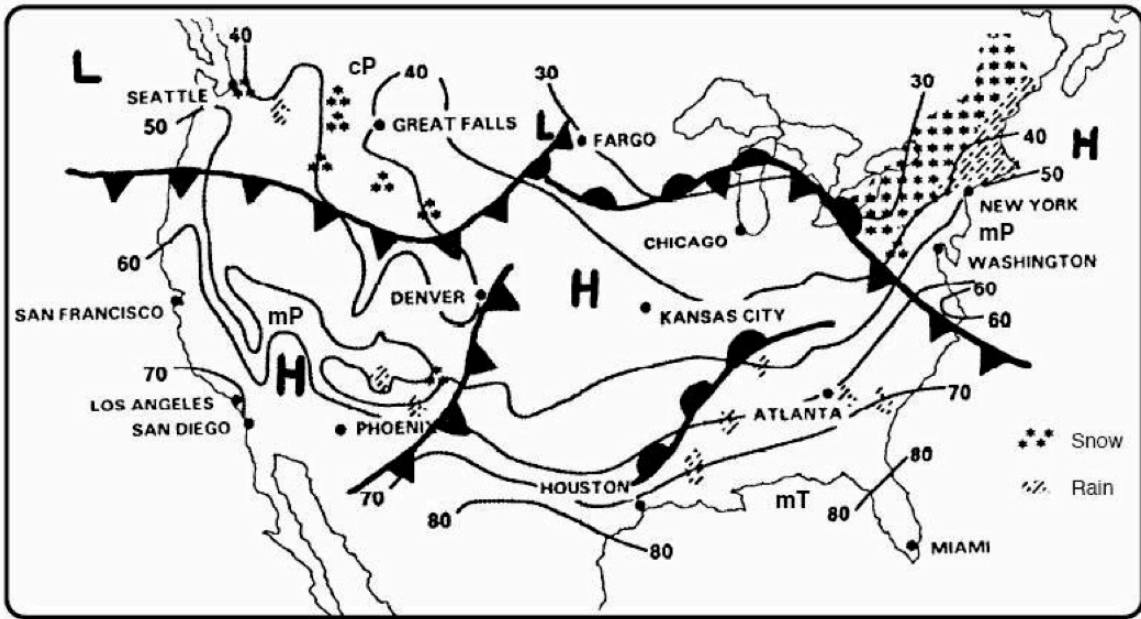 L
40
cP
40
30
30
SEATTLE
50
GREAT FALLS
L
FARGO
40
H
50
NEW YORK
CHICAGO
mP
WASHINGTON
60
H
DENVER
60
SAN FRANCISCO
mP
KANSAS CITY
60
H
70
LOS ANGELES
SAN DIEGO
PHOENIX
ATLANTA
70
Snow
80
70
HOUSTON
mT
Rain
80
80
80
MIAMI